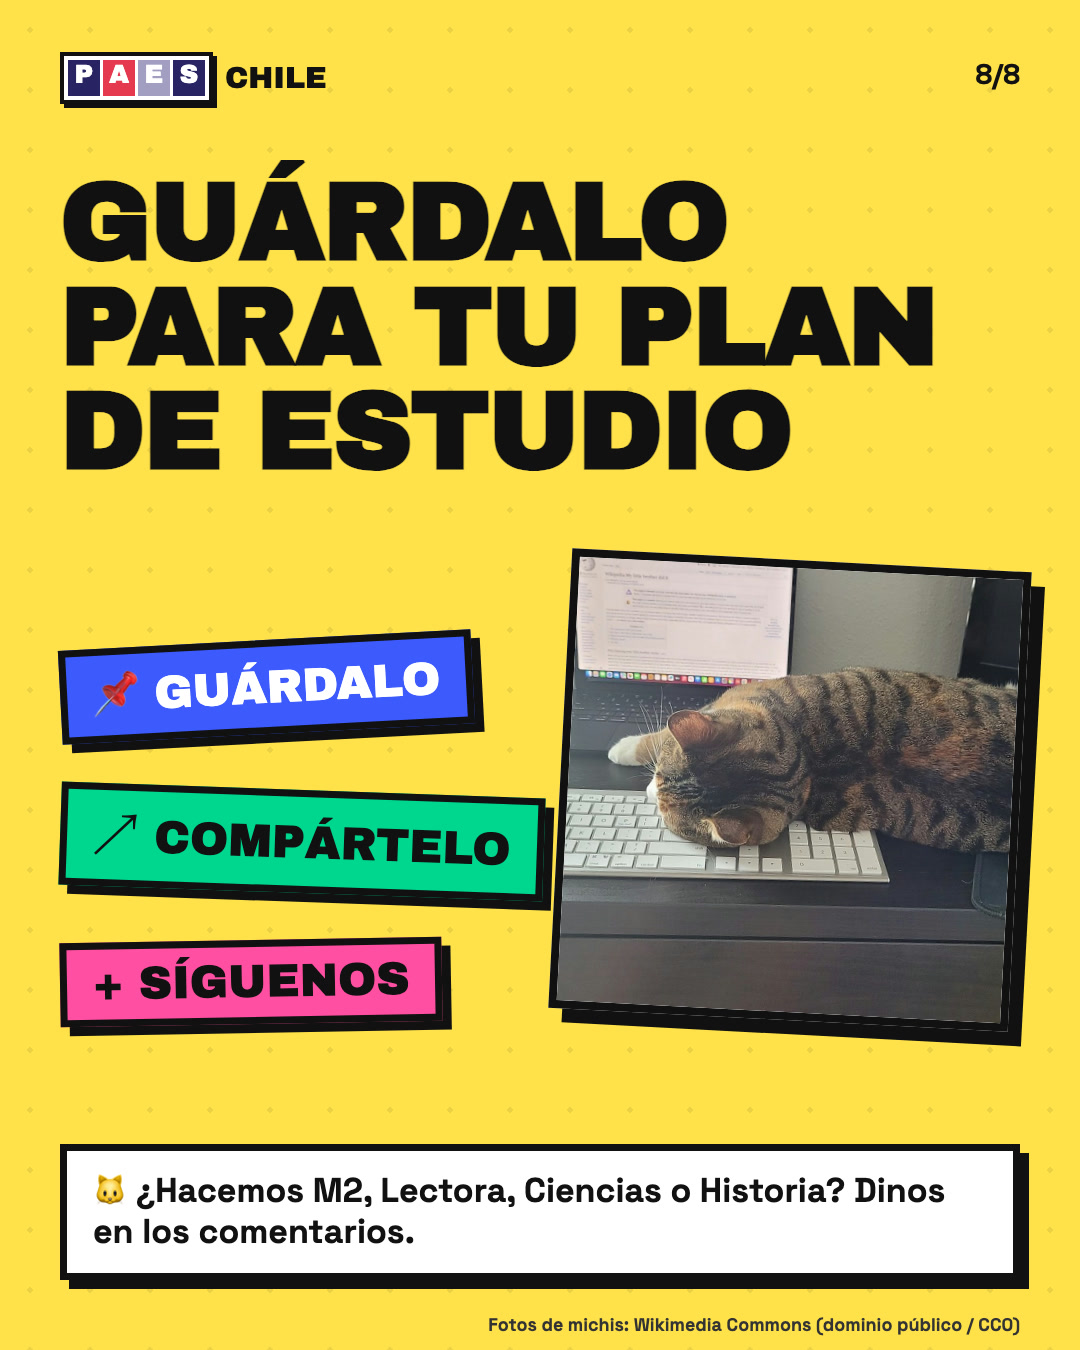 PAES CHILE
8/8
GUÁRDALO
PARA TU PLAN
DE ESTUDIO
📌 GUÁRDALO
↗ COMPÁRTELO
+ SÍGUENOS
🐱 ¿Hacemos M2, Lectora, Ciencias o Historia? Dinos
en los comentarios.
Fotos de michis: Wikimedia Commons (dominio público / CC0)